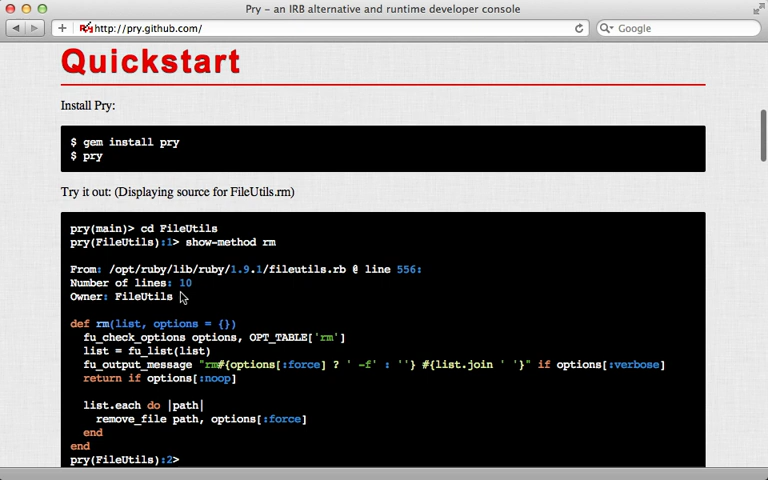 Pry – an IRB alternative and runtime developer console
http://pry.github.com/
Google
Quickstart
Install Pry:
$ gem install pry
$ pry
Try it out: (Displaying source for FileUtils.rm)
pry(main)> cd FileUtils
pry(FileUtils):1> show-method rm
From: /opt/ruby/lib/ruby/1.9.1/fileutils.rb @ line 556:
Number of lines: 10
Owner: FileUtils
def rm(list, options = {})
  fu_check_options options, OPT_TABLE['rm']
  list = fu_list(list)
  fu_output_message "rm#{options[:force] ? ' -f' : ''} #{list.join ' '}" if options[:verbose]
  return if options[:noop]
  list.each do |path|
    remove_file path, options[:force]
  end
end
pry(FileUtils):2>